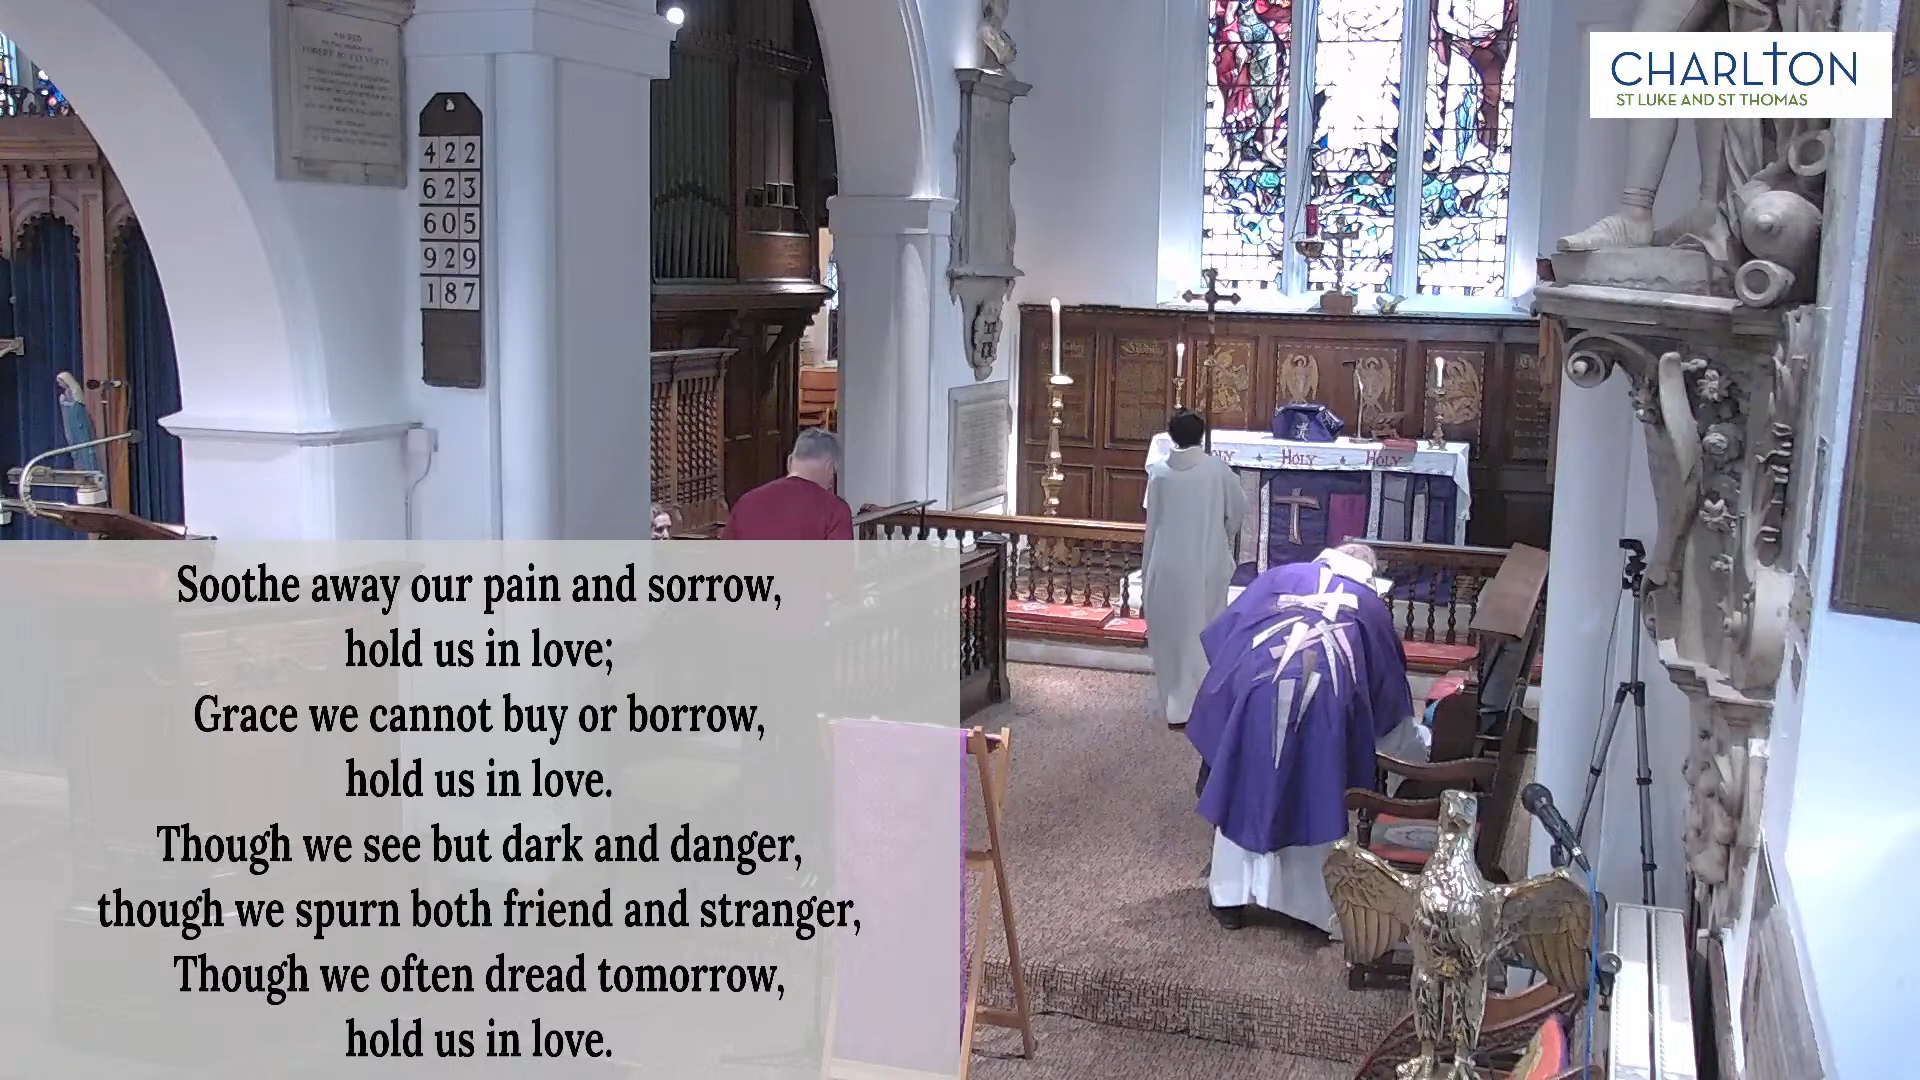 CHARLTON
ST LUKE AND ST THOMAS
SACRED
422
623
605
929
187
HOLY HOLY
Soothe away our pain and sorrow,
hold us in love;
Grace we cannot buy or borrow,
hold us in love.
Though we see but dark and danger,
though we spurn both friend and stranger,
Though we often dread tomorrow,
hold us in love.